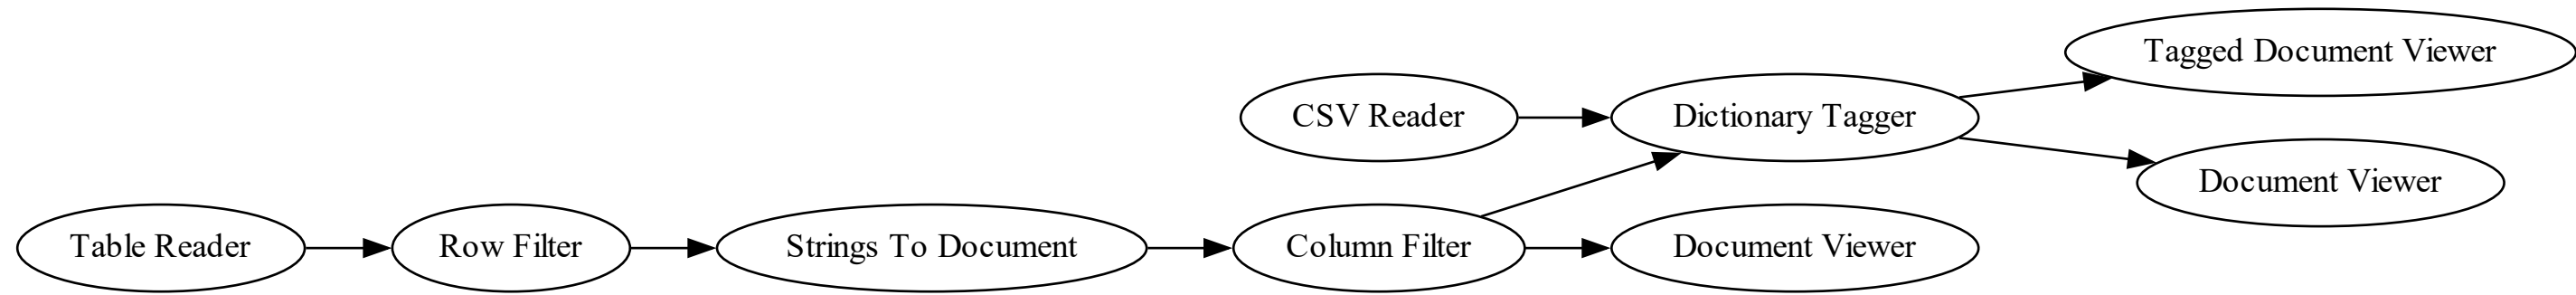 Tagged Document Viewer
CSV Reader
Dictionary Tagger
Document Viewer
Table Reader
Row Filter
Strings To Document
Column Filter
Document Viewer